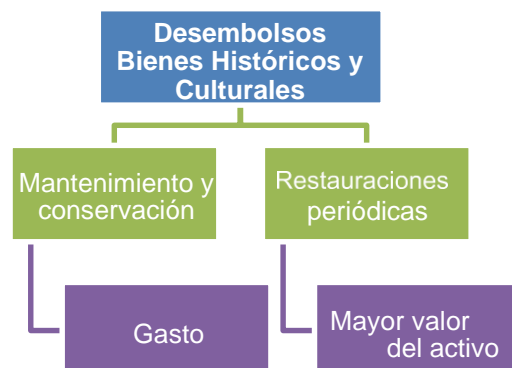 Desembolsos
Bienes Históricos y
Culturales
Mantenimiento y
conservación
Restauraciones
periódicas
Gasto
Mayor valor
del activo